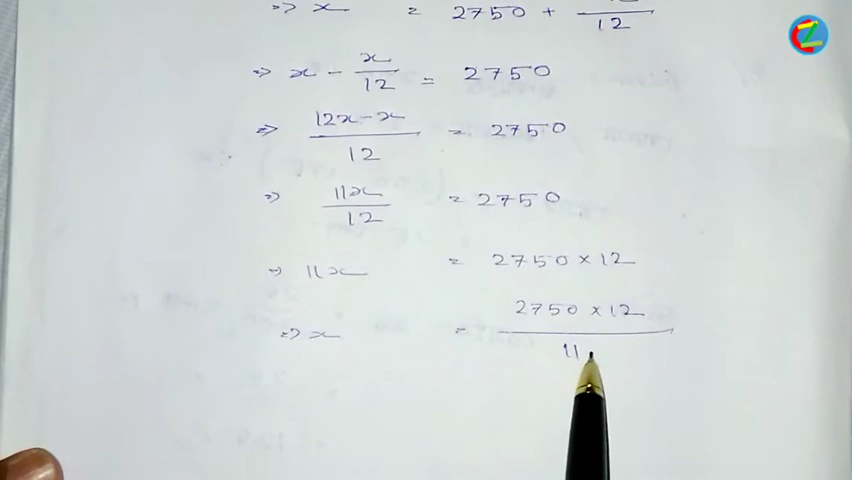 ⇒ x = 2750 + /12
⇒ x - x/12 = 2750
⇒ 12x - x/12 = 2750
⇒ 11x/12 = 2750
⇒ 11x = 2750 × 12
⇒ x = 2750 × 12/11